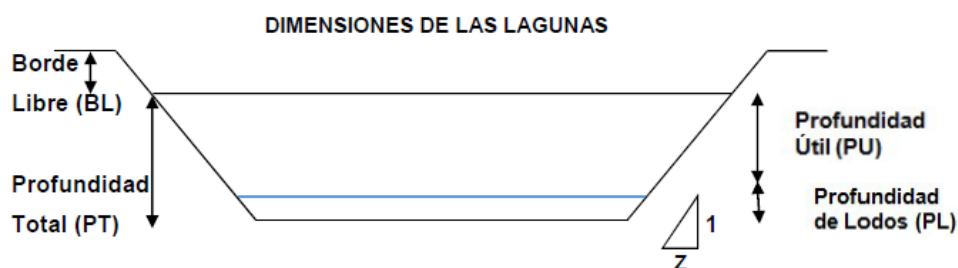 DIMENSIONES DE LAS LAGUNAS
Borde
Libre (BL)
Profundidad
Total (PT)
Profundidad
Útil (PU)
Profundidad
de Lodos (PL)
1
Z